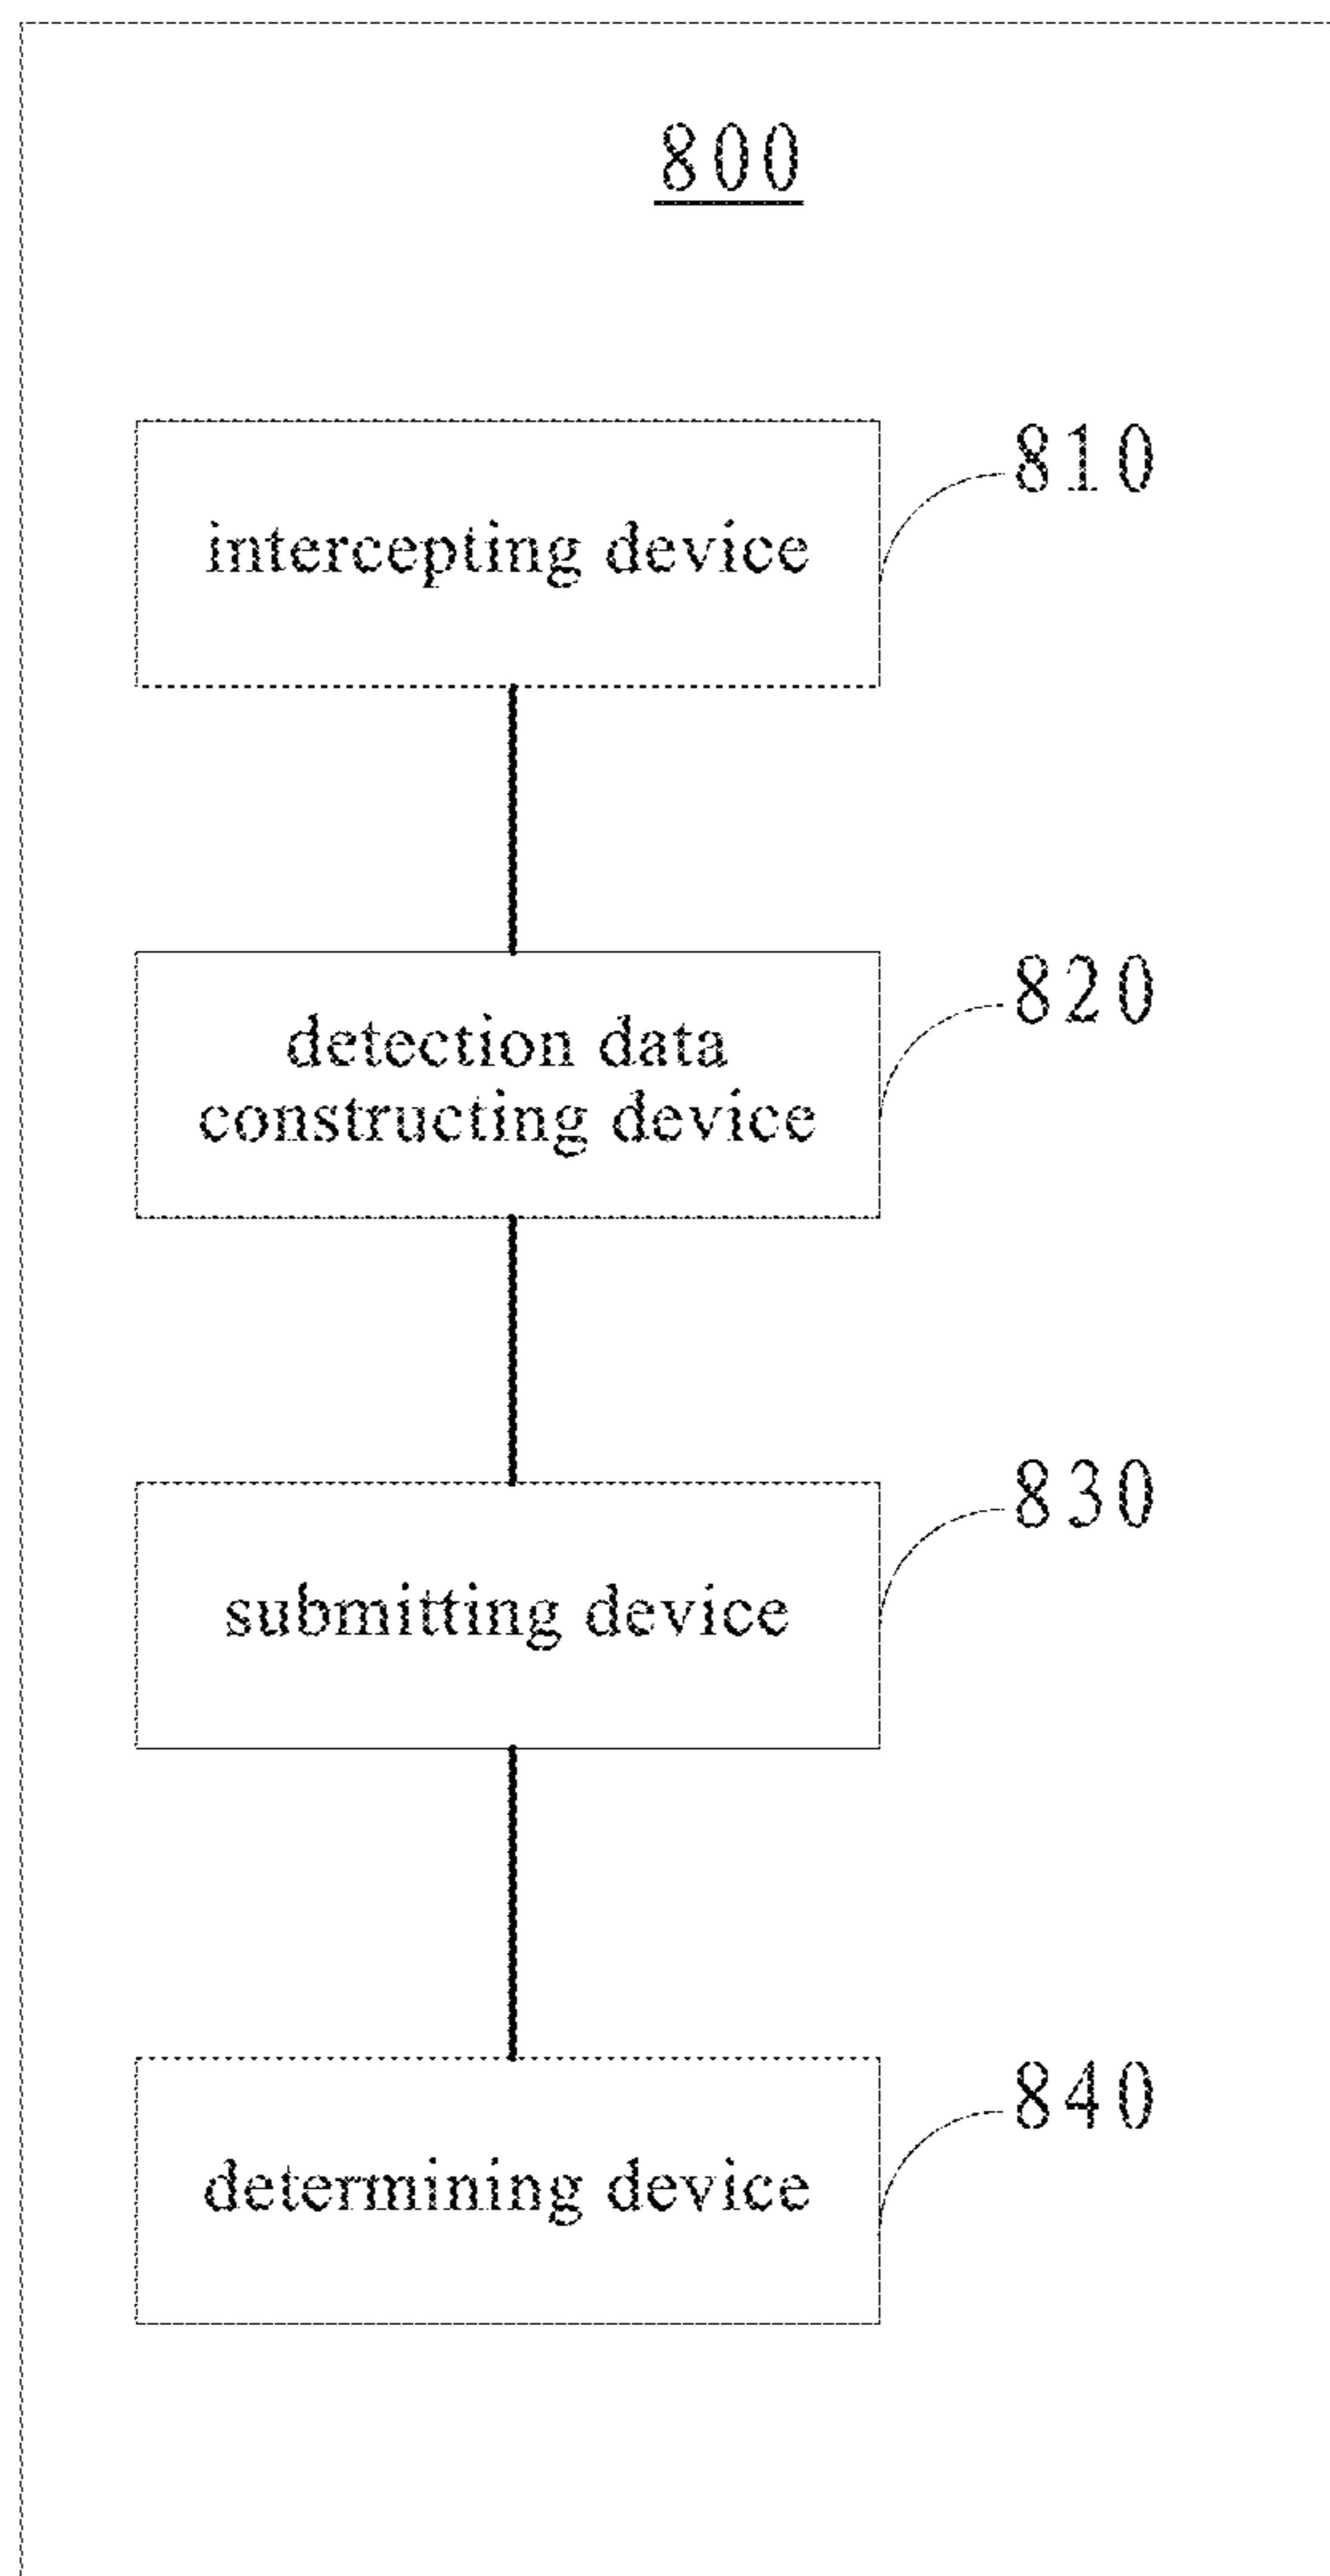 800
intercepting device
810
detection data
constructing device
820
submitting device
830
determining device
840